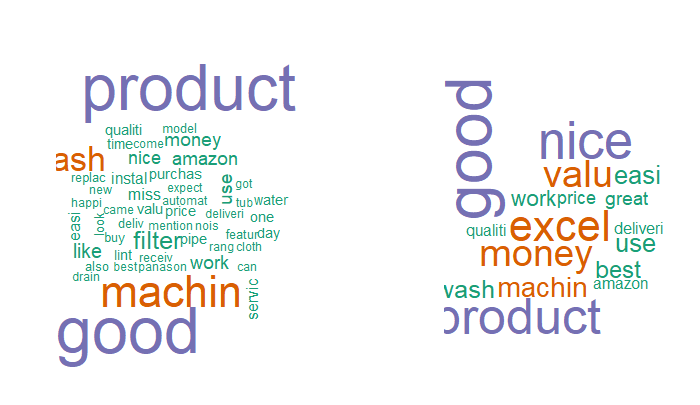 product
qualiti
model
time
come
money
ash
nice
amazon
replac
instal
purchas
new
miss
expect
use
got
happi
automat
tub
water
easi
look
came
valu
price
deliveri
one
deliv
mention
nois
buy
filter
pipe
featur
day
like
lint
receiv
rang
cloth
also
best
panason
work
can
drain
machin
servic
good
good
nice
valu
easi
work
price
great
qualiti
excel
deliveri
use
money
best
wash
machin
amazon
product